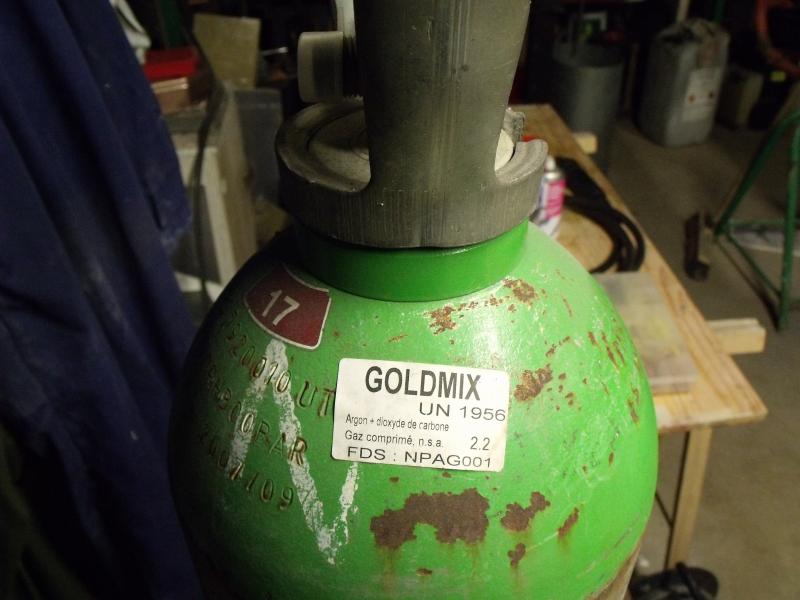 17
GOLDMIX
UN 1956
Argon + dioxyde de carbone
Gaz comprimé, n.s.a. 2.2
FDS : NPAG001
N